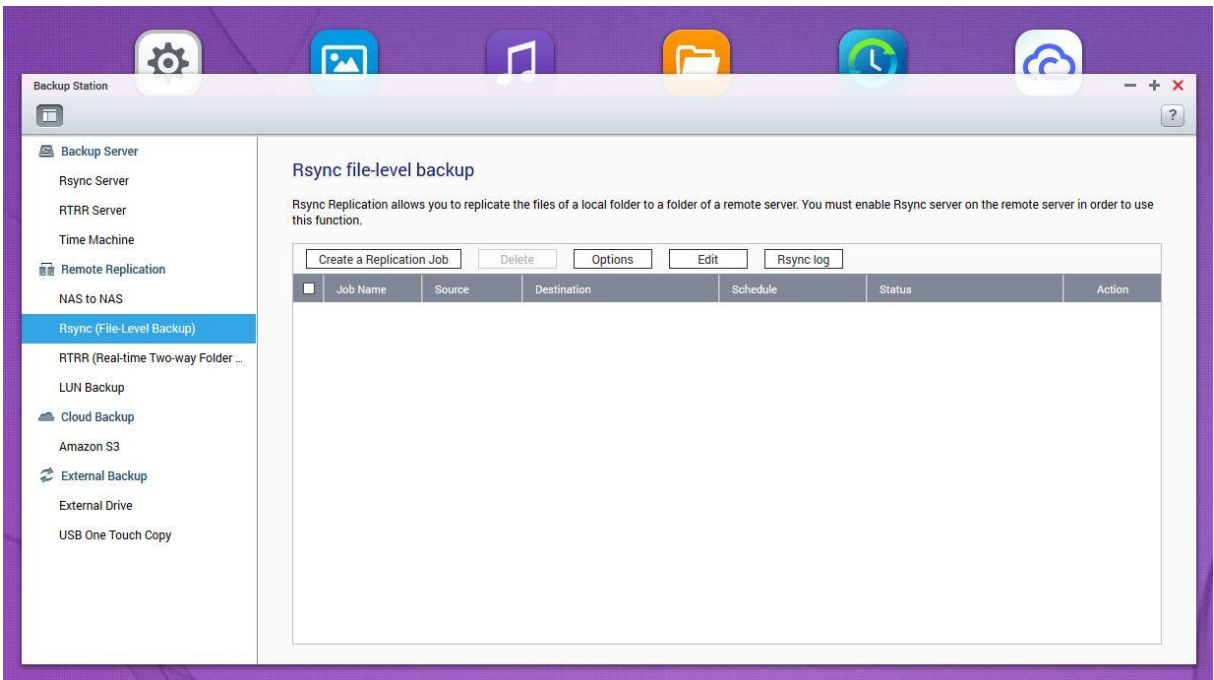 Backup Station
?
Backup Server
Rsync Server
RTRR Server
Time Machine
Remote Replication
NAS to NAS
Rsync (File-Level Backup)
RTRR (Real-time Two-way Folder ...
LUN Backup
Cloud Backup
Amazon S3
External Backup
External Drive
USB One Touch Copy
Rsync file-level backup
Rsync Replication allows you to replicate the files of a local folder to a folder of a remote server. You must enable Rsync server on the remote server in order to use
this function.
Create a Replication Job Delete Options Edit Rsync log
Job Name Source Destination Schedule Status Action